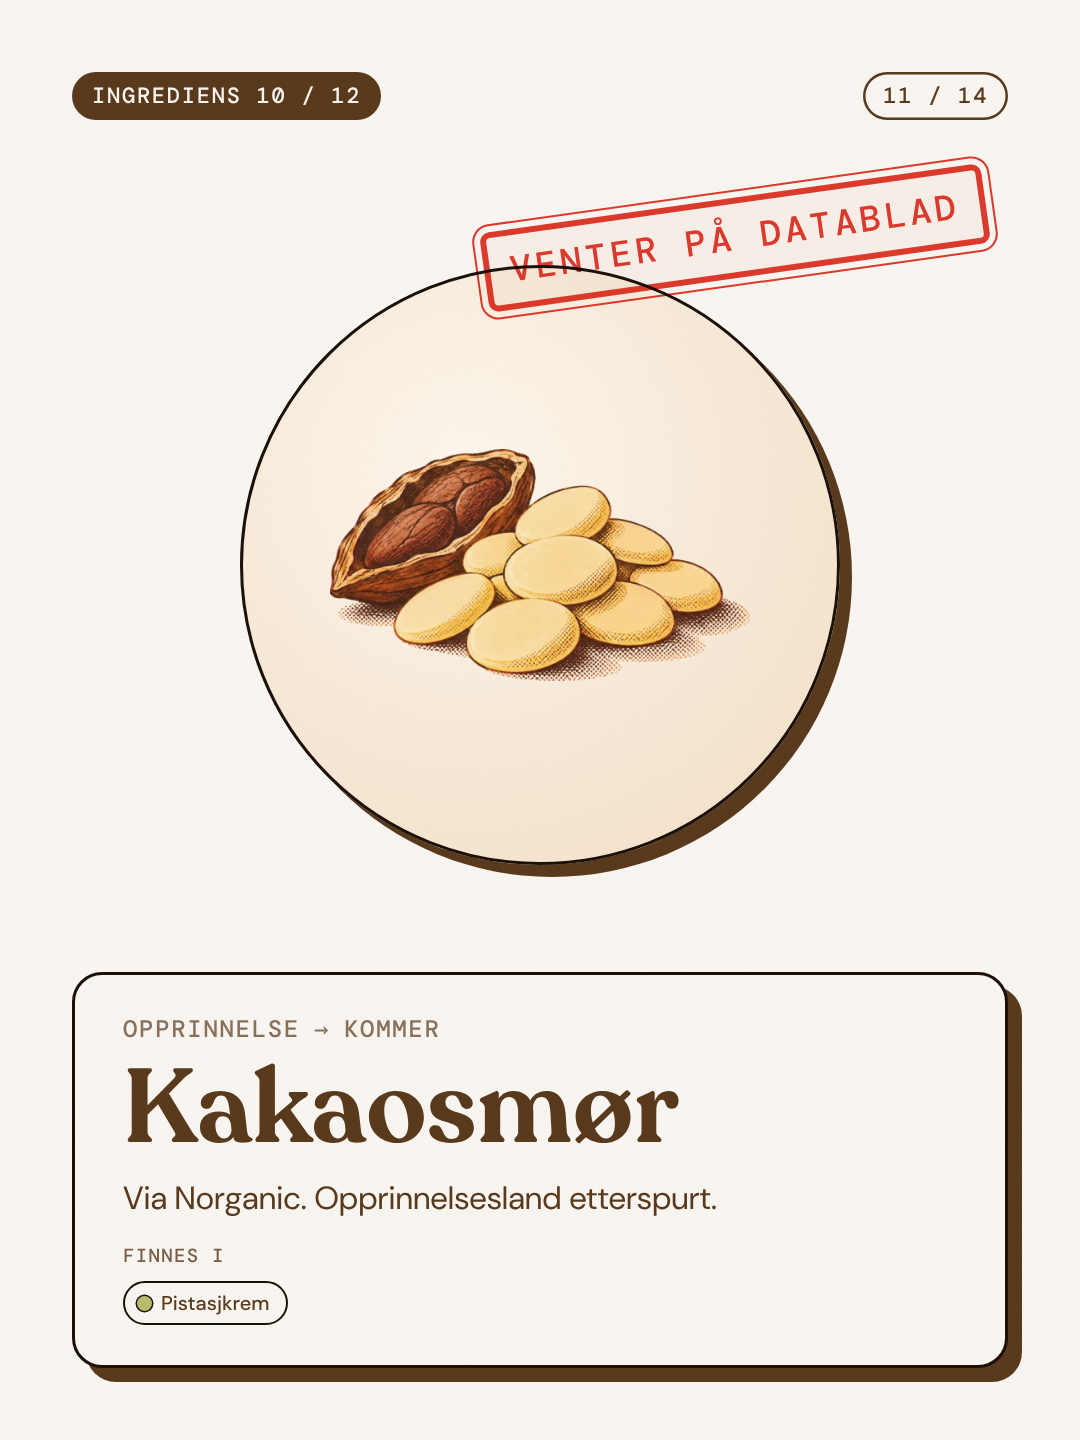 INGREDIENS 10 / 12
11 / 14
VENTER PÅ DATABLAD
OPPRINNELSE → KOMMER
Kakaosmør
Via Norganic. Opprinnelsesland etterspurt.
FINNES I
Pistasjkrem